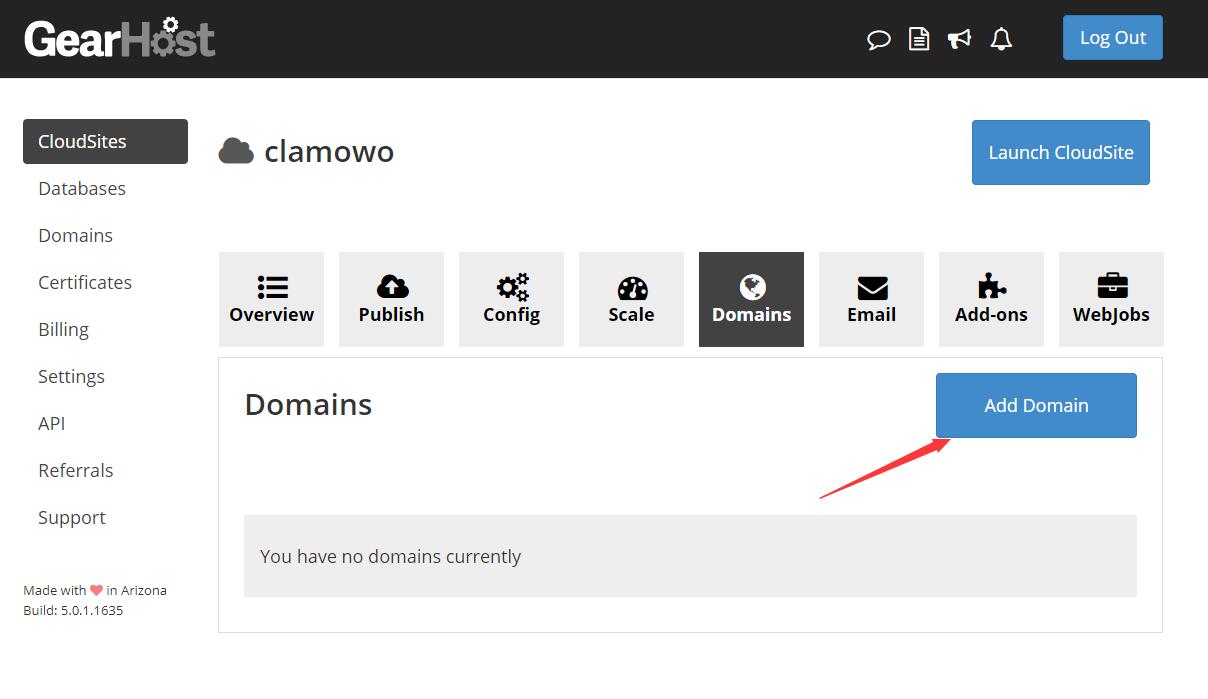 GearHost
Log Out
CloudSites
Databases
Domains
Certificates
Billing
Settings
API
Referrals
Support
Made with ❤ in Arizona
Build: 5.0.1.1635
clamowo
Launch CloudSite
Overview
Publish
Config
Scale
Domains
Email
Add-ons
WebJobs
Domains
Add Domain
You have no domains currently